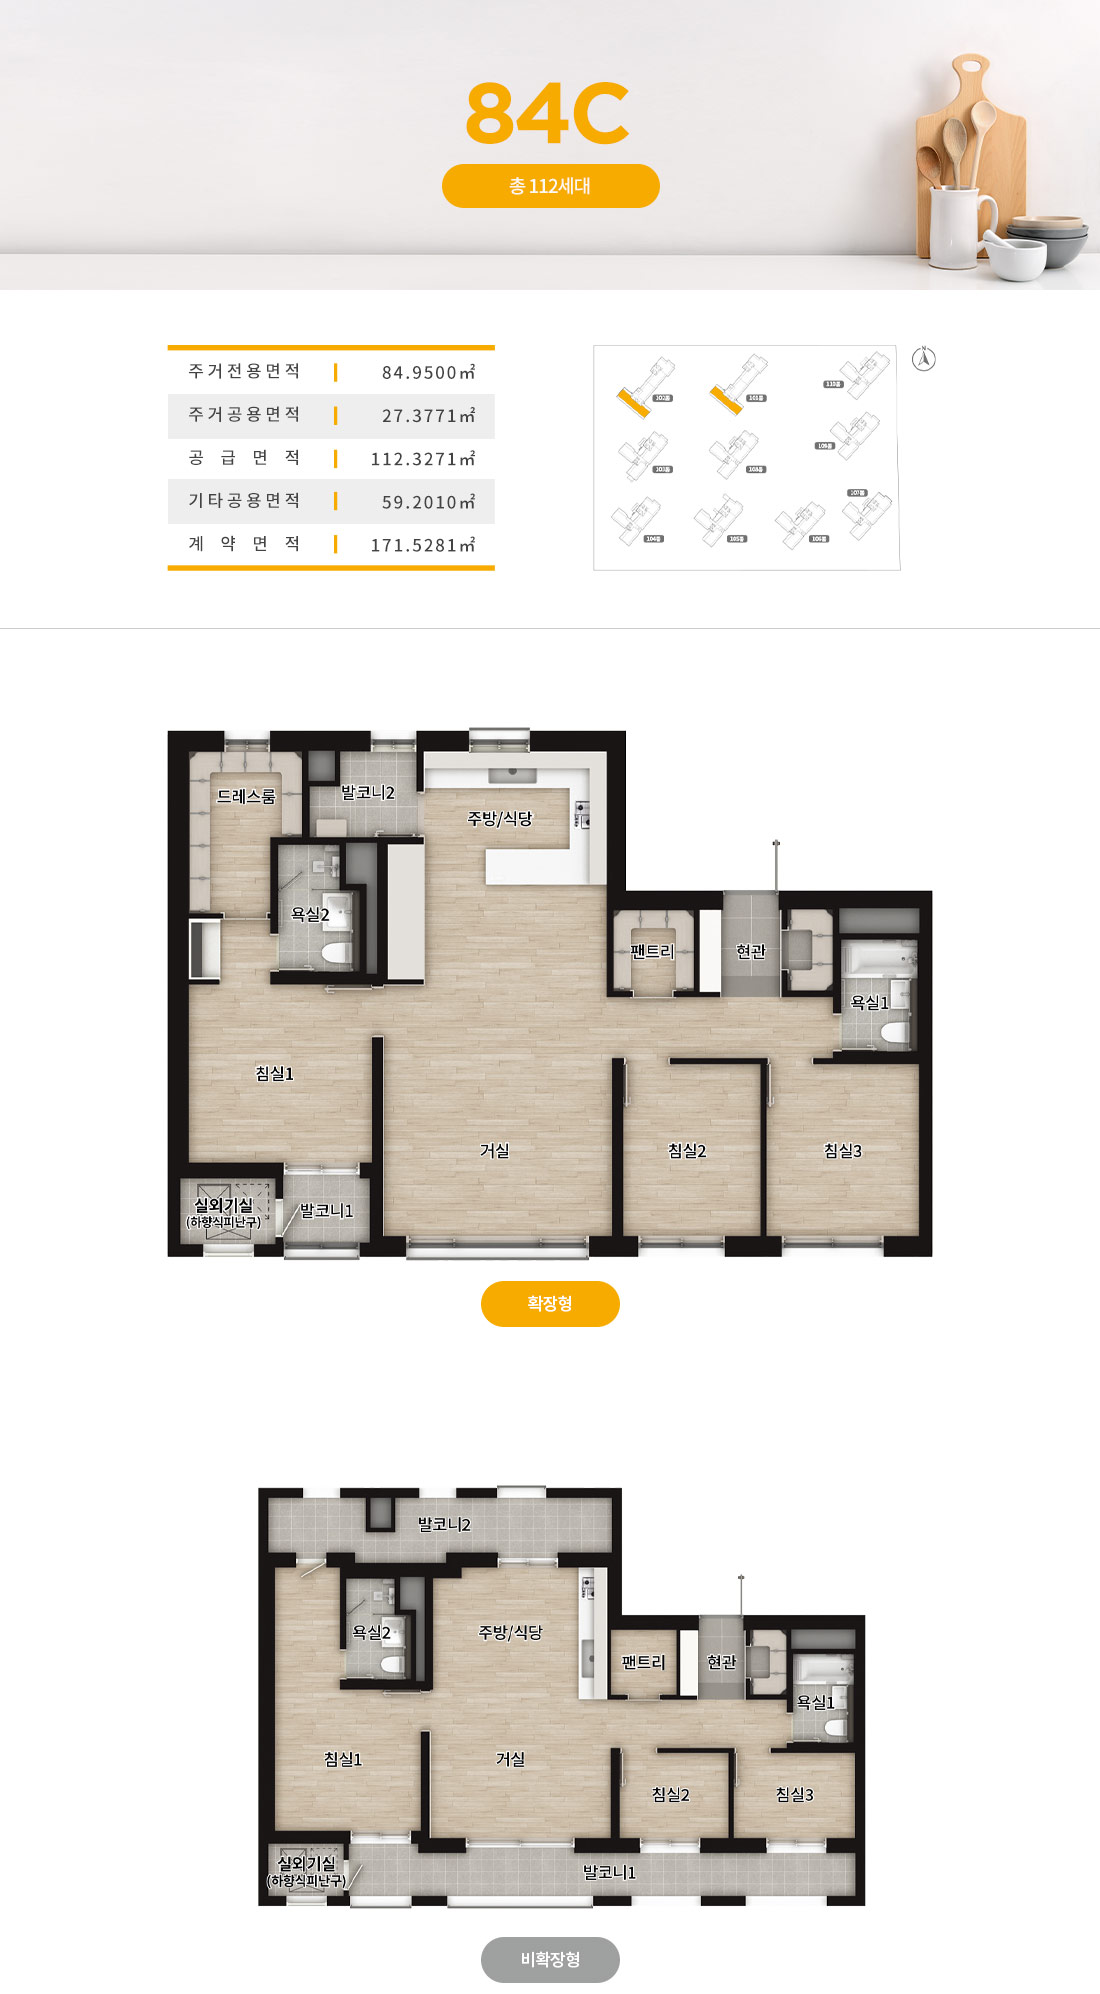 84C
총 112세대
주거전용면적 84.9500㎡
주거공용면적 27.3771㎡
공급면적 112.3271㎡
기타공용면적 59.2010㎡
계약면적 171.5281㎡
N
102동
101동
110동
109동
103동
108동
107동
104동
105동
106동
드레스룸
발코니2
주방/식당
욕실2
팬트리
현관
욕실1
침실1
거실
침실2
침실3
실외기실
(하향식피난구)
발코니1
확장형
발코니2
욕실2
주방/식당
팬트리
현관
욕실1
침실1
거실
침실2
침실3
실외기실
(하향식피난구)
발코니1
비확장형